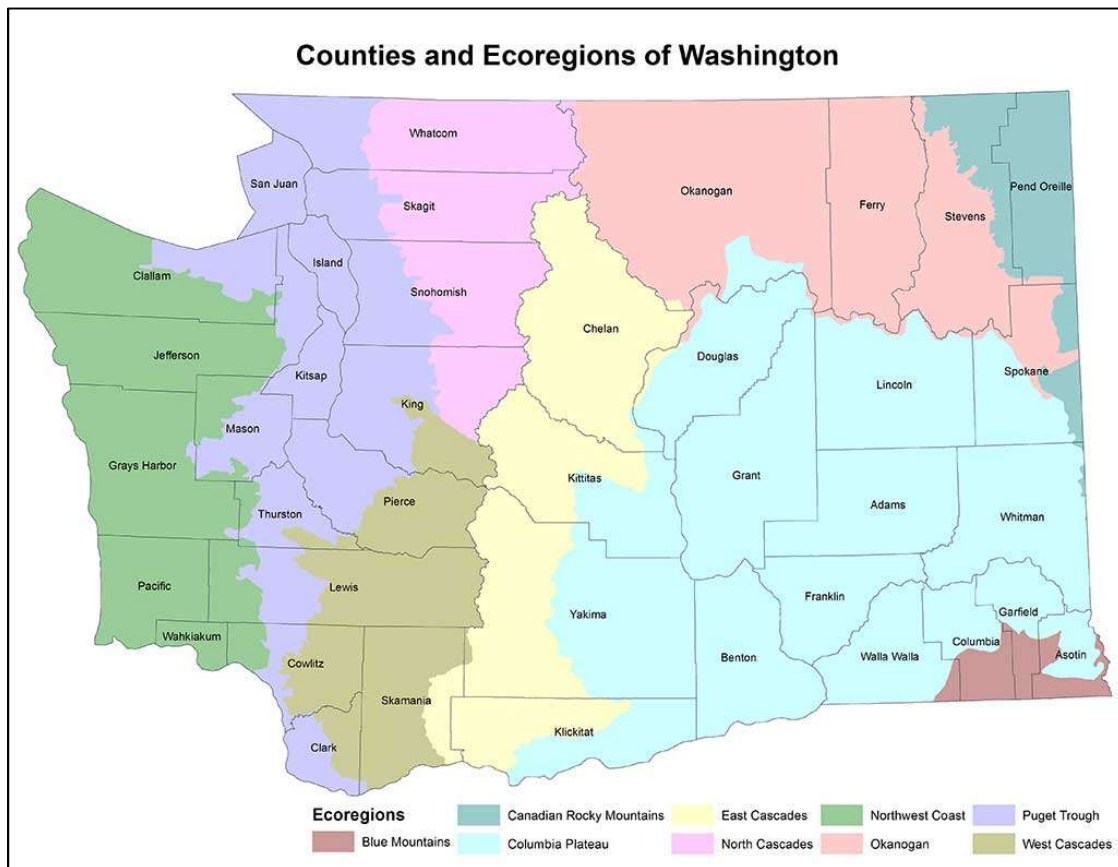 Counties and Ecoregions of Washington
Whatcom
San Juan
Skagit
Okanogan
Ferry
Stevens
Pend Oreille
Island
Clallam
Snohomish
Chelan
Jefferson
Kitsap
Douglas
Lincoln
Spokane
King
Mason
Grays Harbor
Kittitas
Grant
Pierce
Adams
Thurston
Whitman
Pacific
Lewis
Yakima
Franklin
Garfield
Wahkiakum
Columbia
Asotin
Cowlitz
Benton
Walla Walla
Skamania
Klickitat
Clark
Ecoregions
Canadian Rocky Mountains
East Cascades
Northwest Coast
Puget Trough
Blue Mountains
Columbia Plateau
North Cascades
Okanogan
West Cascades